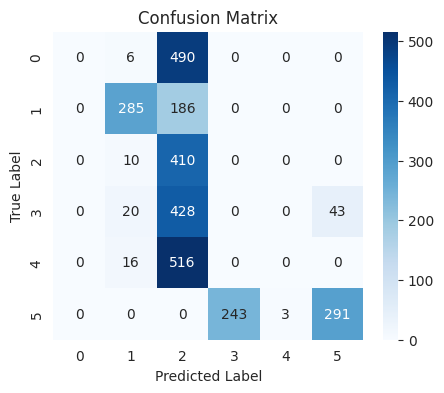 Confusion Matrix
500
0 0 6 490 0 0 0
400
1 0 285 186 0 0 0
2 0 10 410 0 0 0
300
3 0 20 428 0 0 43
200
4 0 16 516 0 0 0
100
5 0 0 0 243 3 291
0
0 1 2 3 4 5
True Label
Predicted Label